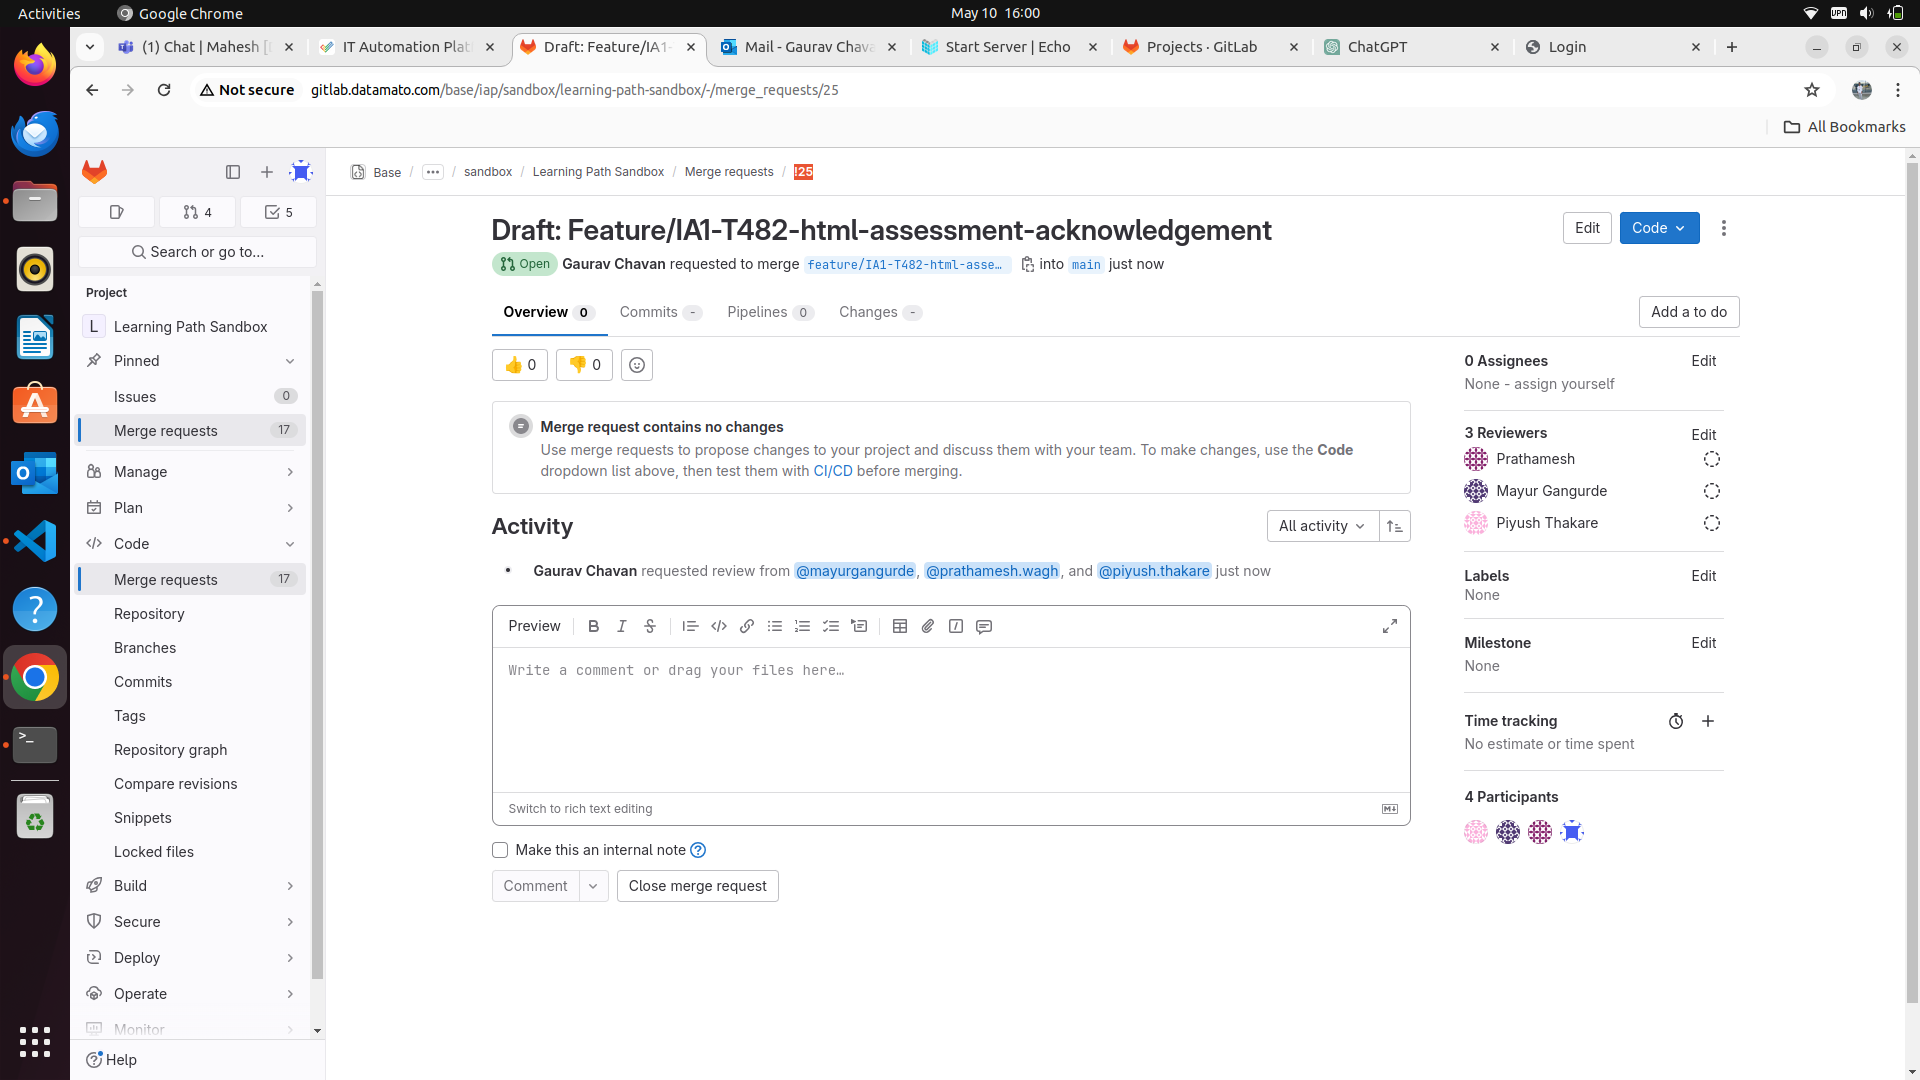 Activities
Google Chrome
May 10 16:00
VPN
(1) Chat | Mahesh [
IT Automation Plat
Draft: Feature/IA1-
Mail - Gaurav Chava
Start Server | Echo
Projects · GitLab
ChatGPT
Login
Not secure
gitlab.datamato.com/base/iap/sandbox/learning-path-sandbox/-/merge_requests/25
All Bookmarks
4
5
Search or go to...
Project
L Learning Path Sandbox
Pinned
Issues 0
Merge requests 17
Manage
Plan
Code
Merge requests 17
Repository
Branches
Commits
Tags
Repository graph
Compare revisions
Snippets
Locked files
Build
Secure
Deploy
Operate
Monitor
Help
Base / ... / sandbox / Learning Path Sandbox / Merge requests / !25
Draft: Feature/IA1-T482-html-assessment-acknowledgement
Edit
Code
Open Gaurav Chavan requested to merge feature/IA1-T482-html-asse… into main just now
Overview 0
Commits -
Pipelines 0
Changes -
Add a to do
0
0
Merge request contains no changes
Use merge requests to propose changes to your project and discuss them with your team. To make changes, use the Code
dropdown list above, then test them with CI/CD before merging.
Activity
All activity
Gaurav Chavan requested review from @mayurgangurde, @prathamesh.wagh, and @piyush.thakare just now
Preview
Write a comment or drag your files here…
Switch to rich text editing
Make this an internal note
Comment
Close merge request
0 Assignees
Edit
None - assign yourself
3 Reviewers
Edit
Prathamesh
Mayur Gangurde
Piyush Thakare
Labels
Edit
None
Milestone
Edit
None
Time tracking
No estimate or time spent
4 Participants